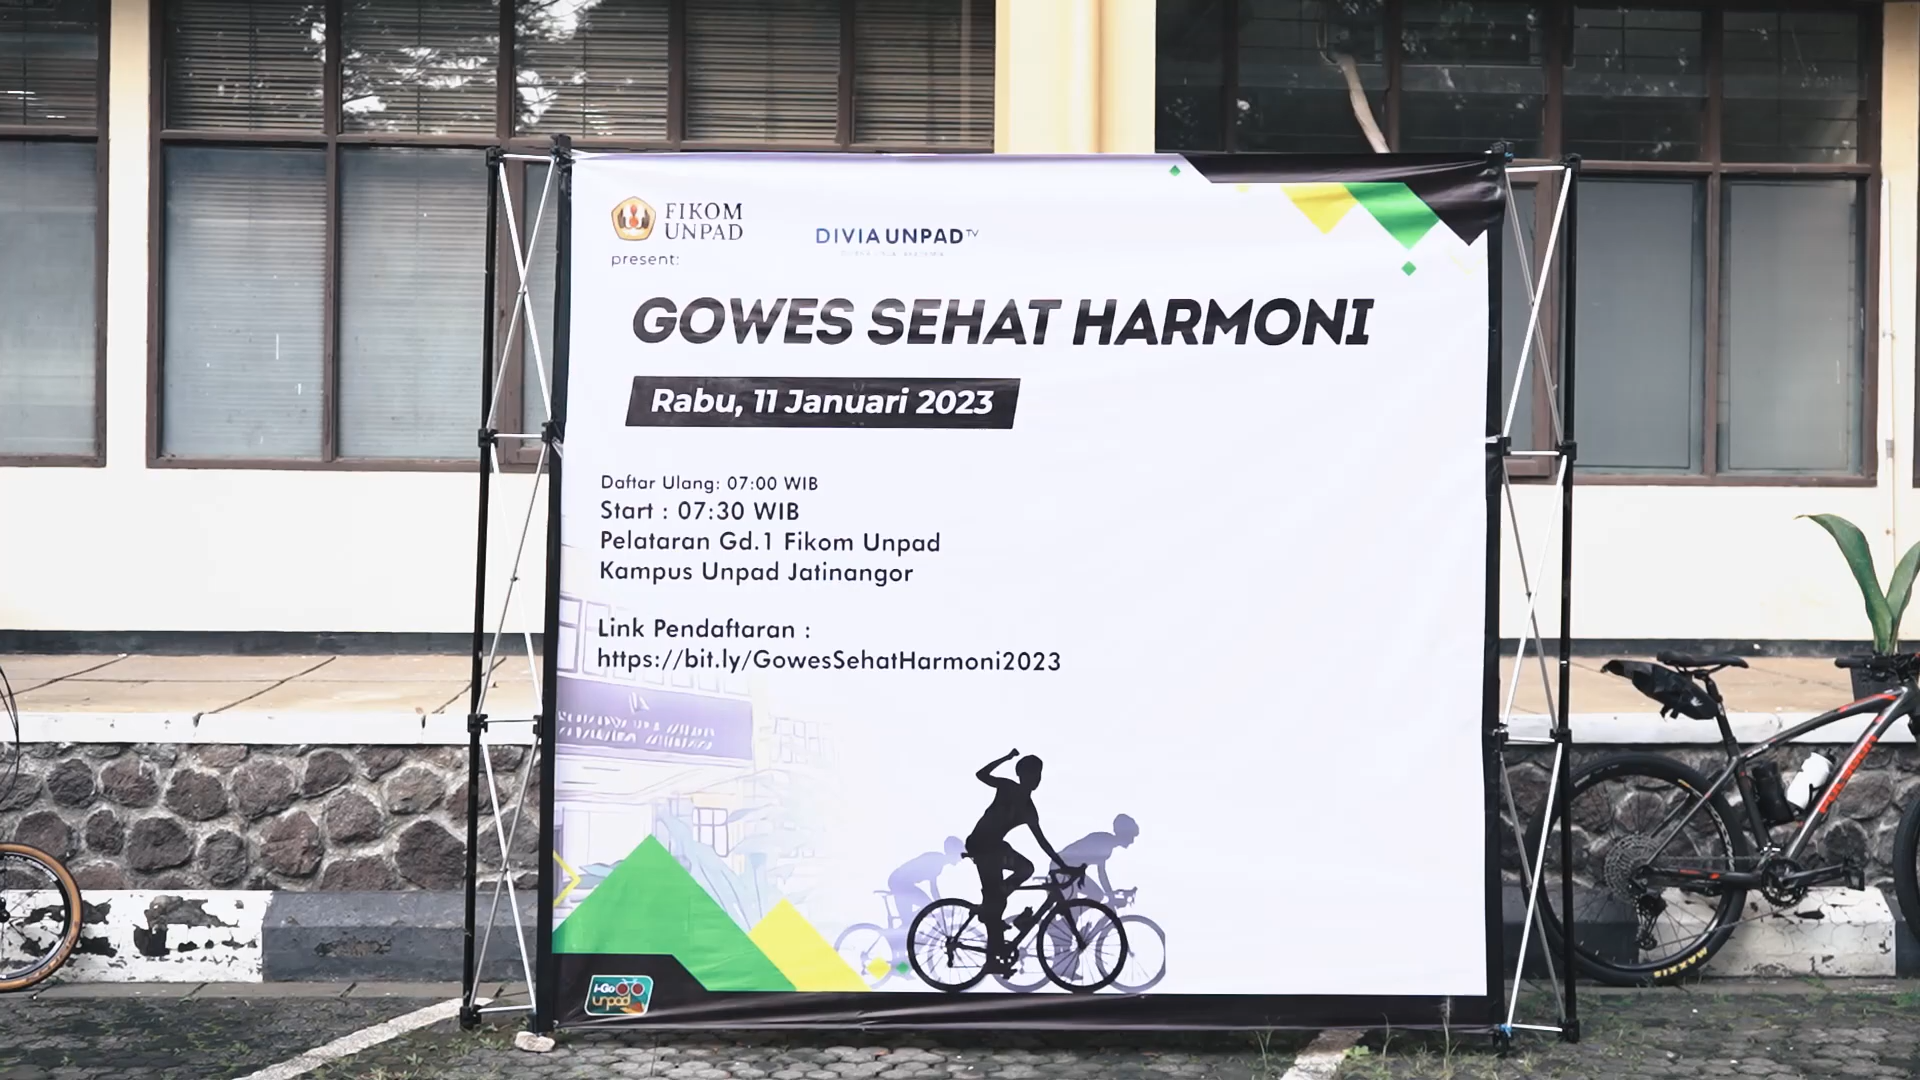 FIKOM
UNPAD
present:
DIVIA UNPAD TV
GOWES SEHAT HARMONI
Rabu, 11 Januari 2023
Daftar Ulang: 07:00 WIB
Start : 07:30 WIB
Pelataran Gd.1 Fikom Unpad
Kampus Unpad Jatinangor
Link Pendaftaran :
https://bit.ly/GowesSehatHarmoni2023
i-Go
unpad
MAXXIS